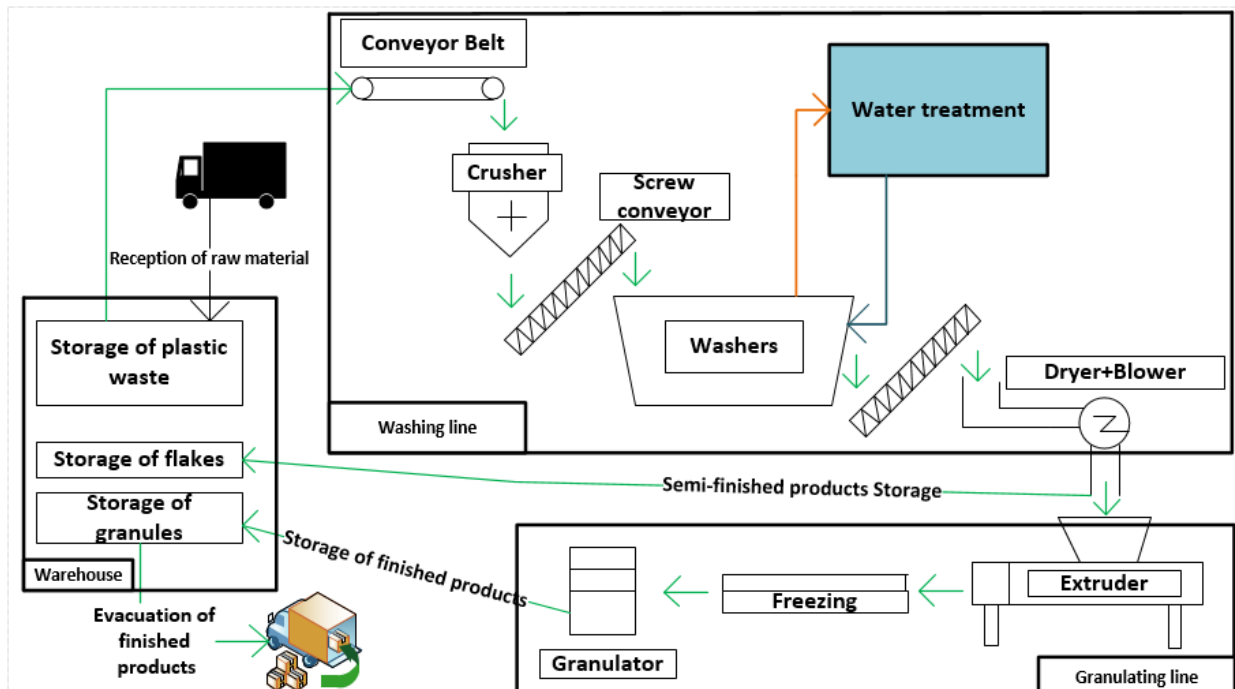 Conveyor Belt
Water treatment
Crusher
Screw
conveyor
Reception of raw material
Storage of plastic
waste
Washers
Dryer+Blower
Washing line
Storage of flakes
Semi-finished products Storage
Storage of
granules
Storage of finished products
Warehouse
Extruder
Freezing
Evacuation of
finished
products
Granulator
Granulating line